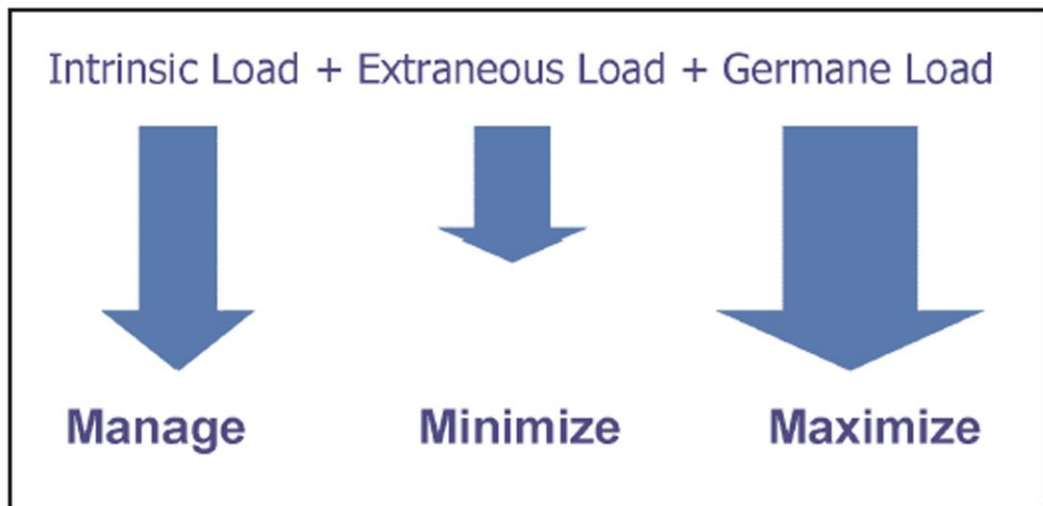 Intrinsic Load + Extraneous Load + Germane Load
Manage Minimize Maximize